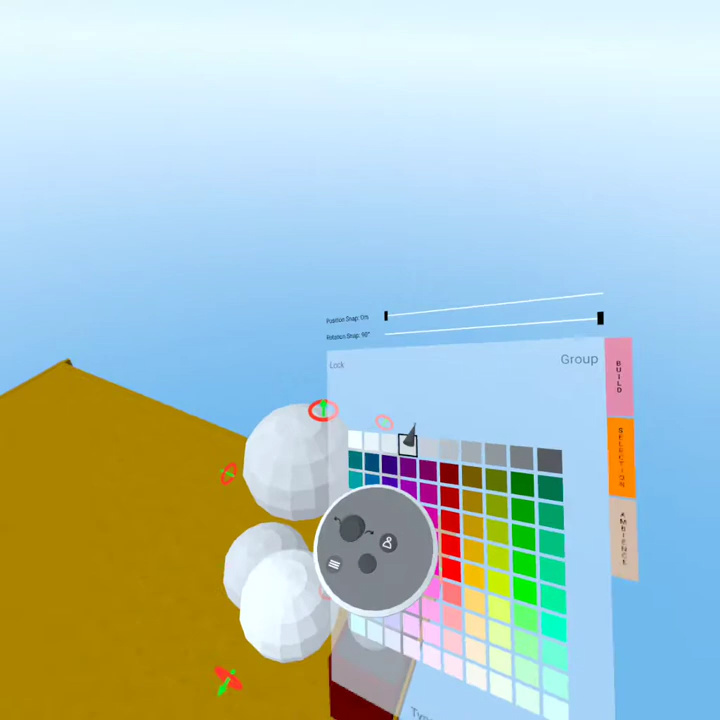 Position Snap: 0m
Rotation Snap: 90°
Lock
Group
BUILD
SELECTION
AMBIENCE